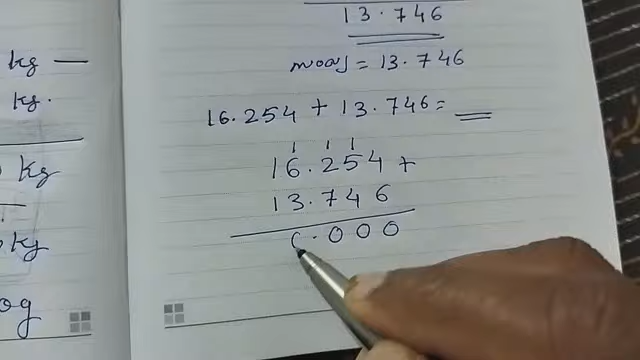 13.746
= 13.746
16.254 + 13.746 =
1 1 1
16.254 +
13.746
.000
kg
kg.
kg
kg